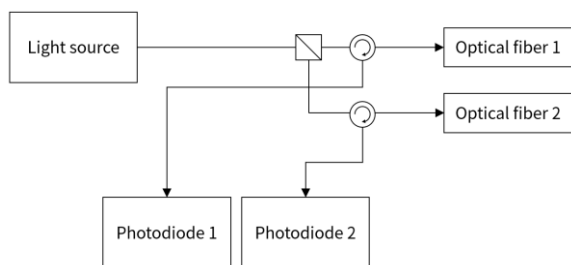 Light source
Optical fiber 1
Optical fiber 2
Photodiode 1
Photodiode 2